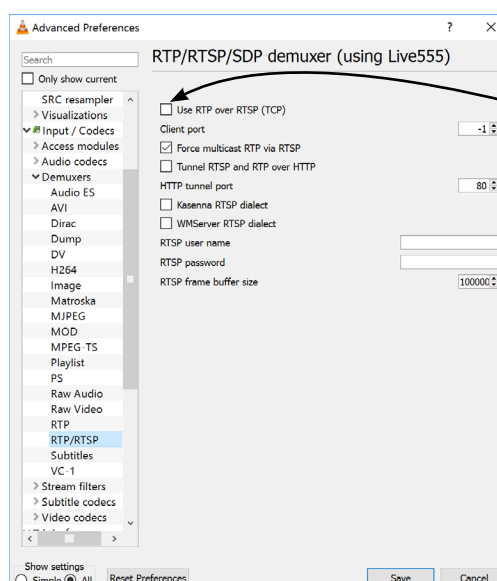 Advanced Preferences ? X
RTP/RTSP/SDP demuxer (using Live555)
Search
Only show current
SRC resampler
Visualizations
Input / Codecs
Access modules
Audio codecs
Demuxers
Audio ES
AVI
Dirac
Dump
DV
H264
Image
Matroska
MJPEG
MOD
MPEG-TS
Playlist
PS
Raw Audio
Raw Video
RTP
RTP/RTSP
Subtitles
VC-1
Stream filters
Subtitle codecs
Video codecs
Use RTP over RTSP (TCP)
Client port -1
Force multicast RTP via RTSP
Tunnel RTSP and RTP over HTTP
HTTP tunnel port 80
Kasenna RTSP dialect
WMServer RTSP dialect
RTSP user name
RTSP password
RTSP frame buffer size 100000
Show settings
Simple All Reset Preferences Save Cancel